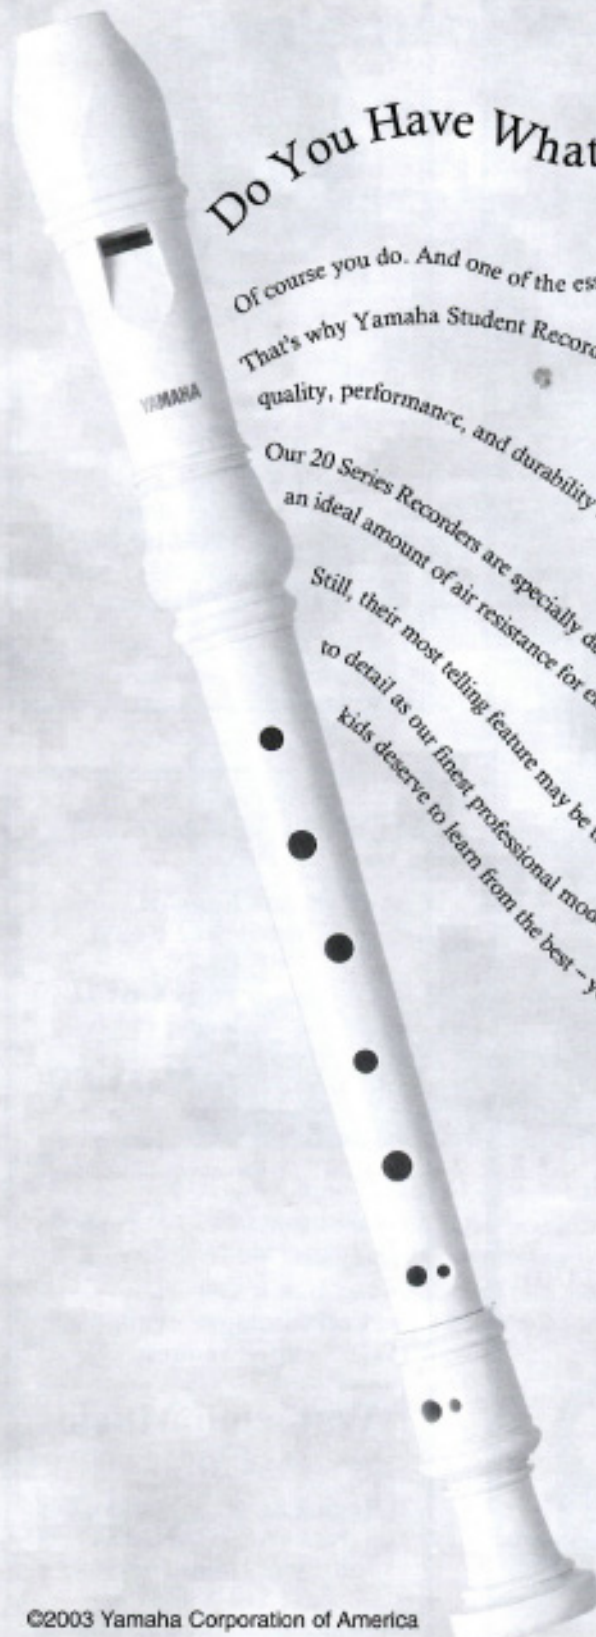 Do You Have What
Of course you do. And one of the es
That's why Yamaha Student Record
quality, performance, and durability
Our 20 Series Recorders are specially d
an ideal amount of air resistance for e
Still, their most telling feature may be t
to detail as our finest professional mod
kids deserve to learn from the best – y
YAMAHA
©2003 Yamaha Corporation of America